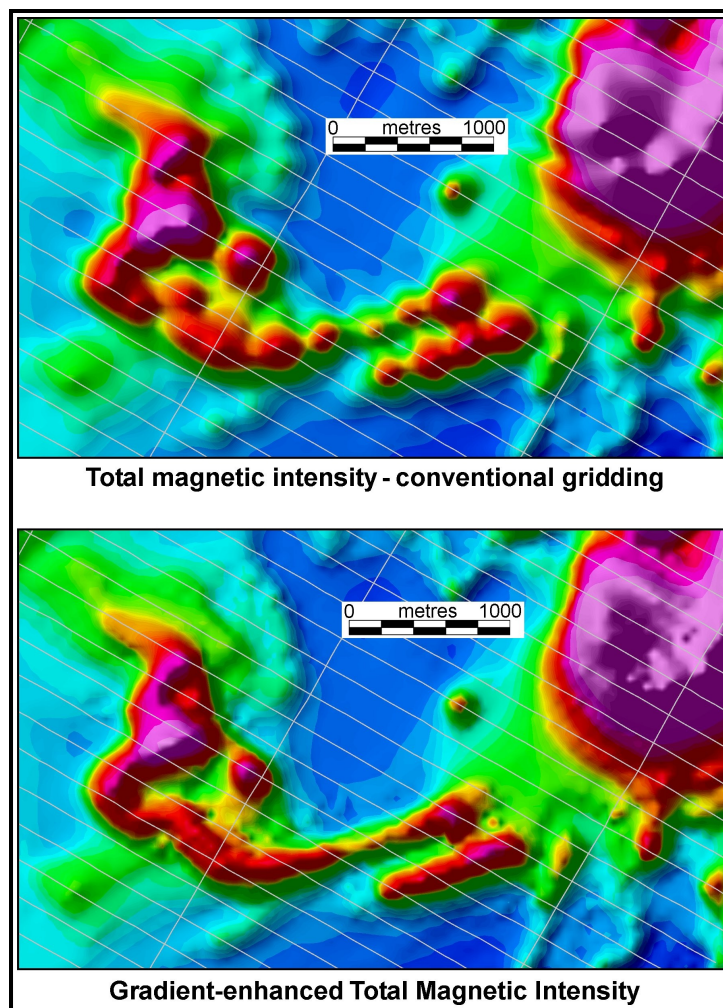 0 metres 1000
Total magnetic intensity - conventional gridding
0 metres 1000
Gradient-enhanced Total Magnetic Intensity